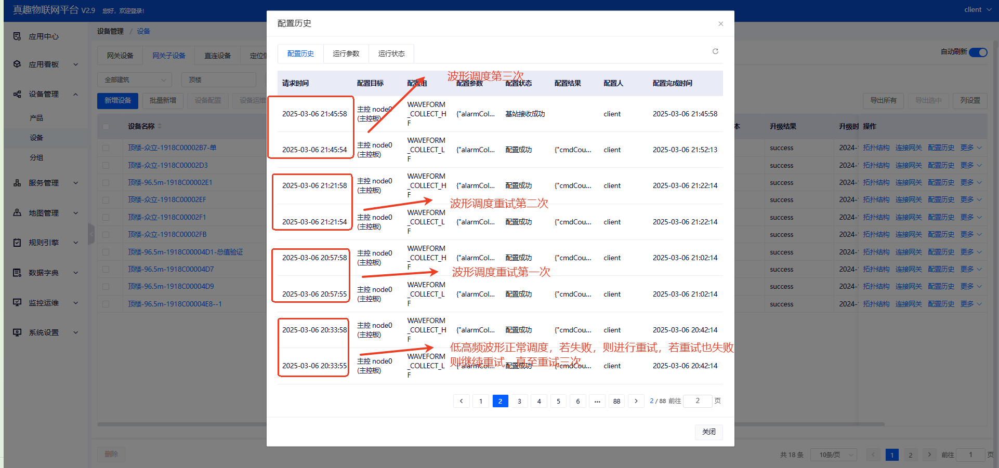 真趣物联网平台 V2.9 您好，欢迎登录!
client
应用中心
应用看板
设备管理
产品
设备
分组
服务管理
地图管理
规则引擎
数据字典
监控运维
系统设置
设备管理 / 设备
网关设备 网关子设备 直连设备
自动刷新
全部建筑 顶楼
新增设备 批量新增 设备配置 设备运维
导出所有 导出选中 列设置
设备名称 本 升级结果 升级时 操作
顶楼-众立-1918C00002B7-单 success 2024- 拓扑结构 连接网关 配置历史 更多
顶楼-众立-1918C00002D3 success 2024- 拓扑结构 连接网关 配置历史 更多
顶楼-96.5m-1918C00002E1 success 2024- 拓扑结构 连接网关 配置历史 更多
顶楼-众立-1918C00002EF success 2024- 拓扑结构 连接网关 配置历史 更多
顶楼-众立-1918C00002F1 success 2024- 拓扑结构 连接网关 配置历史 更多
顶楼-众立-1918C00002FB success 2024- 拓扑结构 连接网关 配置历史 更多
顶楼-96.5m-1918C00004D1-总值验证 success 2024- 拓扑结构 连接网关 配置历史 更多
顶楼-96.5m-1918C00004D7 success 2024- 拓扑结构 连接网关 配置历史 更多
顶楼-96.5m-1918C00004D9 success 2024- 拓扑结构 连接网关 配置历史 更多
顶楼-96.5m-1918C00004E8--1 success 2024- 拓扑结构 连接网关 配置历史 更多
删除
共 18 条 10条/页 1 2 前往 1 页
配置历史
配置历史 运行参数 运行状态
波形调度第三次
请求时间 配置目标 配置组 配置参数 配置状态 配置结果 配置人 配置完成时间
2025-03-06 21:45:58 主控 node0 (主控板) WAVEFORM_COLLECT_HF {"alarmCol... 基站接收成功 client 2025-03-06 21:45:58
2025-03-06 21:45:54 主控 node0 (主控板) WAVEFORM_COLLECT_LF {"alarmCol... 配置成功 {"cmdCou... client 2025-03-06 21:52:13
2025-03-06 21:21:58 主控 node0 (主控板) WAVEFORM_COLLECT_HF {"alarmCol... 配置成功 {"cmdCou... client 2025-03-06 21:22:14
波形调度重试第二次
2025-03-06 21:21:54 主控 node0 (主控板) WAVEFORM_COLLECT_LF {"alarmCol... 配置成功 {"cmdCou... client 2025-03-06 21:22:14
2025-03-06 20:57:58 主控 node0 (主控板) WAVEFORM_COLLECT_HF {"alarmCol... 配置成功 {"cmdCou... client 2025-03-06 21:02:14
波形调度重试第一次
2025-03-06 20:57:55 主控 node0 (主控板) WAVEFORM_COLLECT_LF {"alarmCol... 配置成功 {"cmdCou... client 2025-03-06 21:02:14
2025-03-06 20:33:58 主控 node0 (主控板) WAVEFORM_COLLECT_HF {"alarmCol... 配置成功 {"cmdCou... client 2025-03-06 20:42:14
低高频波形正常调度，若失败，则进行重试，若重试也失败
则继续重试，直至重试三次。
2025-03-06 20:33:55 主控 node0 (主控板) WAVEFORM_COLLECT_LF {"alarmCol... 配置成功 {"cmdCou... client 2025-03-06 20:42:14
1 2 3 4 5 6 ... 88 2 / 88 前往 2 页
关闭